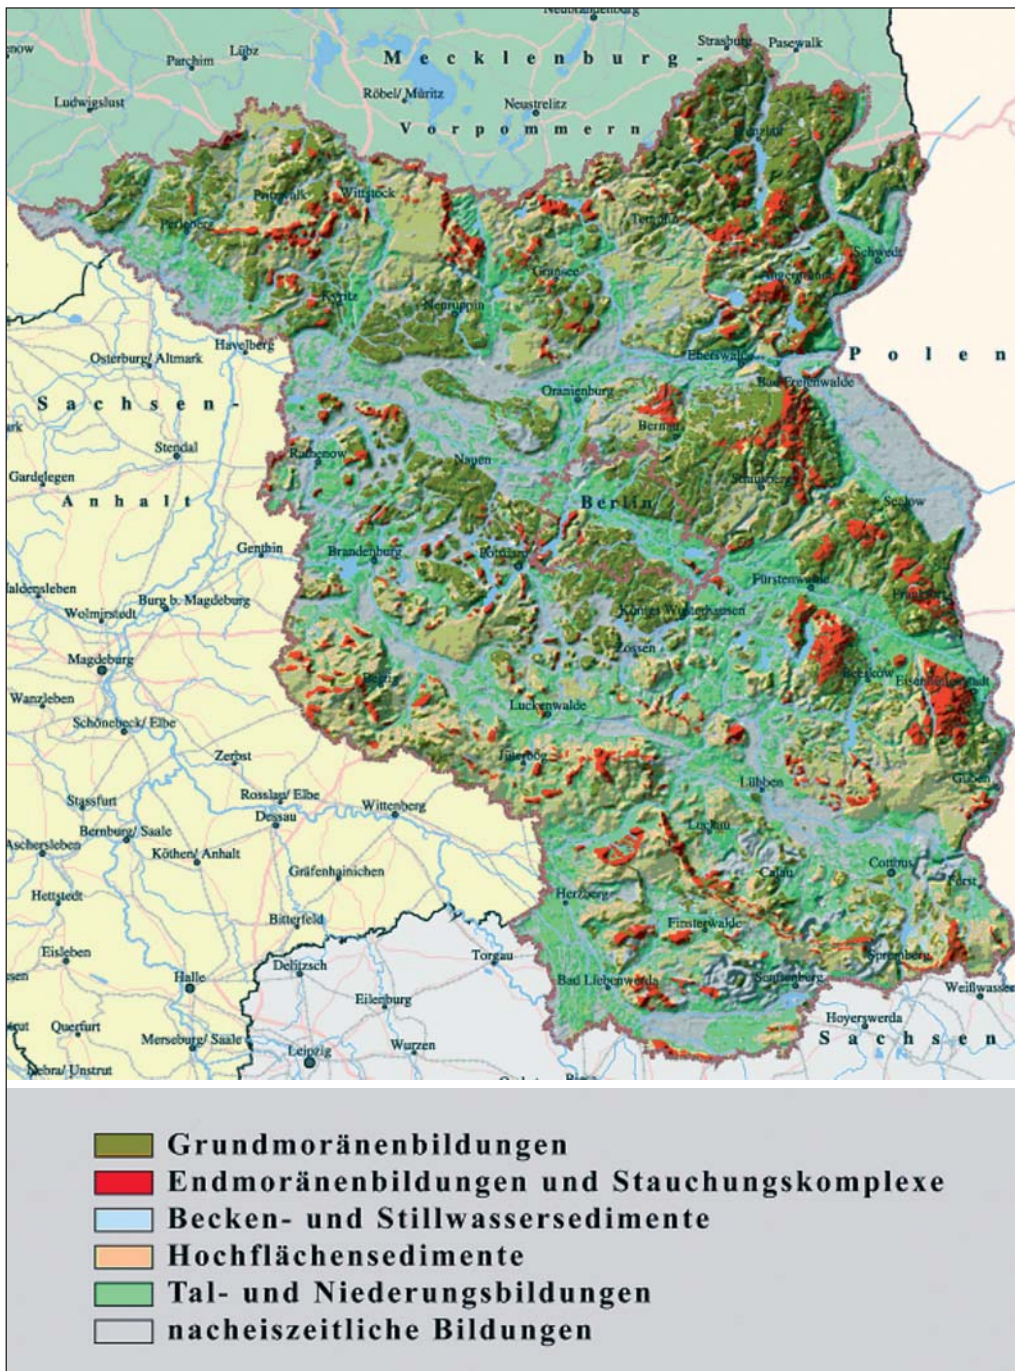 Neubrandenburg
Strasburg
Pasewalk
Parchim
Lübz
Mecklenburg-
Röbel/ Müritz
Ludwigslust
Neustrelitz
Vorpommern
Prenzlau
Pritzwalk
Wittstock
Perleberg
Templin
Schwedt
Gransee
Angermünde
Kyritz
Neuruppin
Havelberg
Osterburg/ Altmark
Eberswalde
Polen
Bad Freienwalde
Oranienburg
Sachsen-
Bernau
Stendal
Rathenow
Nauen
Gardelegen
Strausberg
Anhalt
Berlin
Seelow
Genthin
Brandenburg
Potsdam
Burg b. Magdeburg
Fürstenwalde
Wolmirstedt
Frankfurt
Königs Wusterhausen
Zossen
Magdeburg
Belzig
Beeskow
Eisenhüttenstadt
Wanzleben
Luckenwalde
Schönebeck/ Elbe
Zerbst
Jüterbog
Lübben
Guben
Stassfurt
Rosslau/ Elbe
Wittenberg
Dessau
Bernburg/ Saale
Luckau
Aschersleben
Köthen/ Anhalt
Cottbus
Gräfenhainichen
Calau
Forst
Hettstedt
Herzberg
Bitterfeld
Finsterwalde
Eisleben
Torgau
Spremberg
Delitzsch
Halle
Bad Liebenwerda
Senftenberg
Weißwasser
Eilenburg
Hoyerswerda
Querfurt
Merseburg/ Saale
Wurzen
Sachsen
Leipzig
Nebra/ Unstrut
Grundmoränenbildungen
Endmoränenbildungen und Stauchungskomplexe
Becken- und Stillwassersedimente
Hochflächensedimente
Tal- und Niederungsbildungen
nacheiszeitliche Bildungen